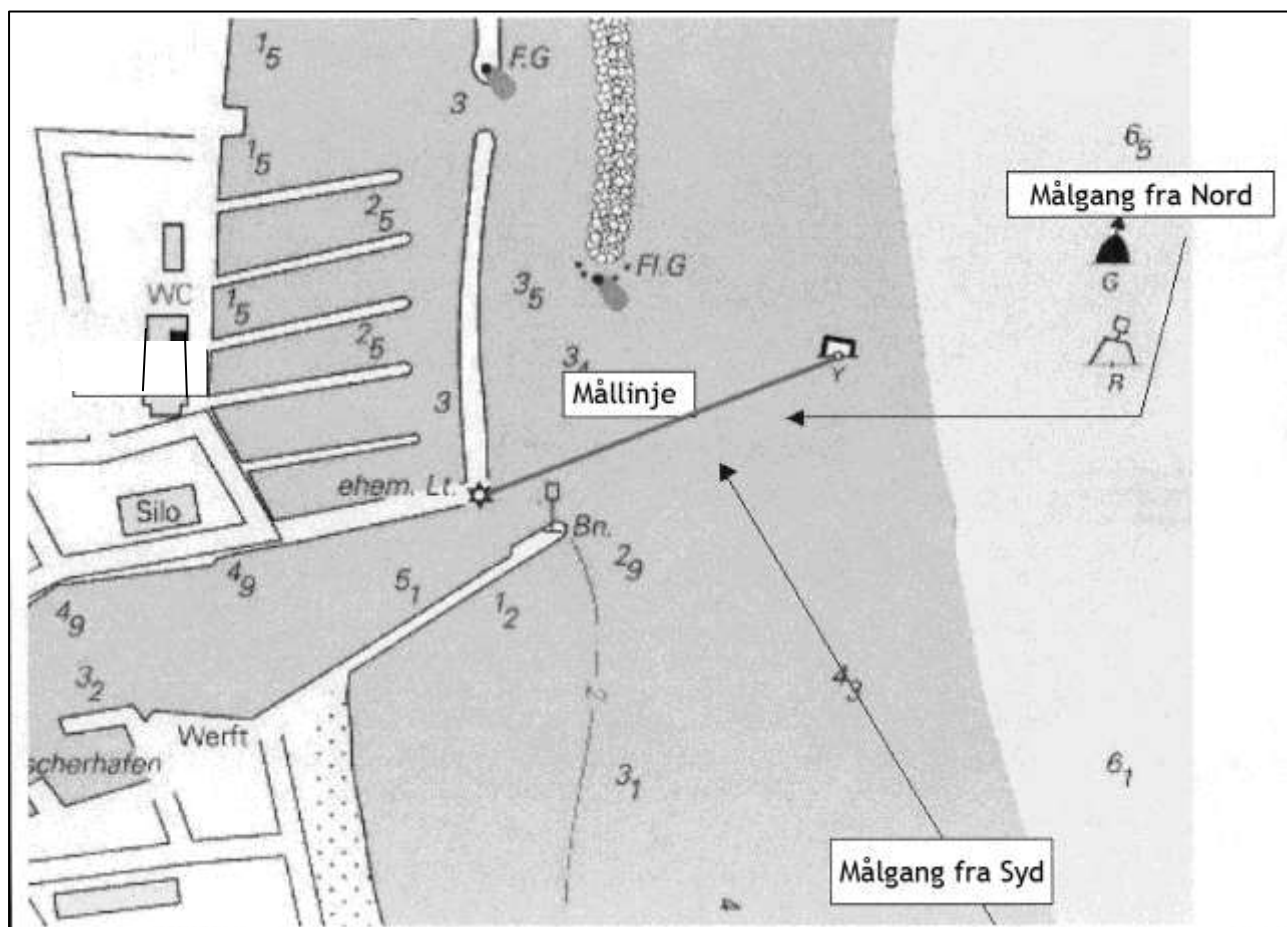 1₅
F.G
3
6₅
1₅
Målgang fra Nord
2₅
G
WC
Fl.G
3₅
1₅
2₅
R
Y
Mållinje
3
ehem. Lt.
Silo
Bn.
2₉
5₁
4₉
1₂
4₉
3₂
4₃
2
Werft
scherhafen
3₁
6₁
Målgang fra Syd
4